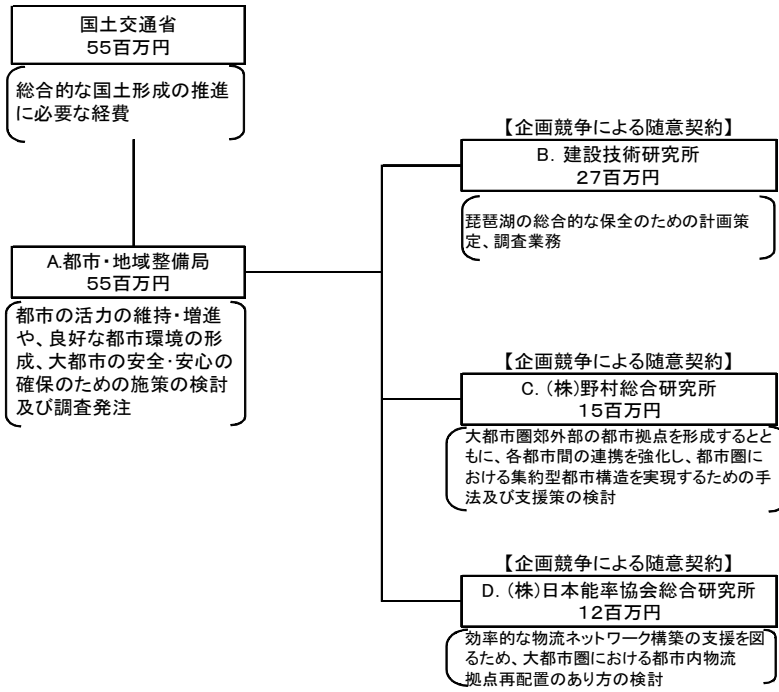 国土交通省
55百万円
総合的な国土形成の推進
に必要な経費
A.都市・地域整備局
55百万円
都市の活力の維持・増進
や、良好な都市環境の形
成、大都市の安全・安心の
確保のための施策の検討
及び調査発注
【企画競争による随意契約】
B. 建設技術研究所
27百万円
琵琶湖の総合的な保全のための計画策
定、調査業務
【企画競争による随意契約】
C. (株)野村総合研究所
15百万円
大都市圏郊外部の都市拠点を形成するとと
もに、各都市間の連携を強化し、都市圏に
おける集約型都市構造を実現するための手
法及び支援策の検討
【企画競争による随意契約】
D. (株)日本能率協会総合研究所
12百万円
効率的な物流ネットワーク構築の支援を図
るため、大都市圏における都市内物流
拠点再配置のあり方の検討